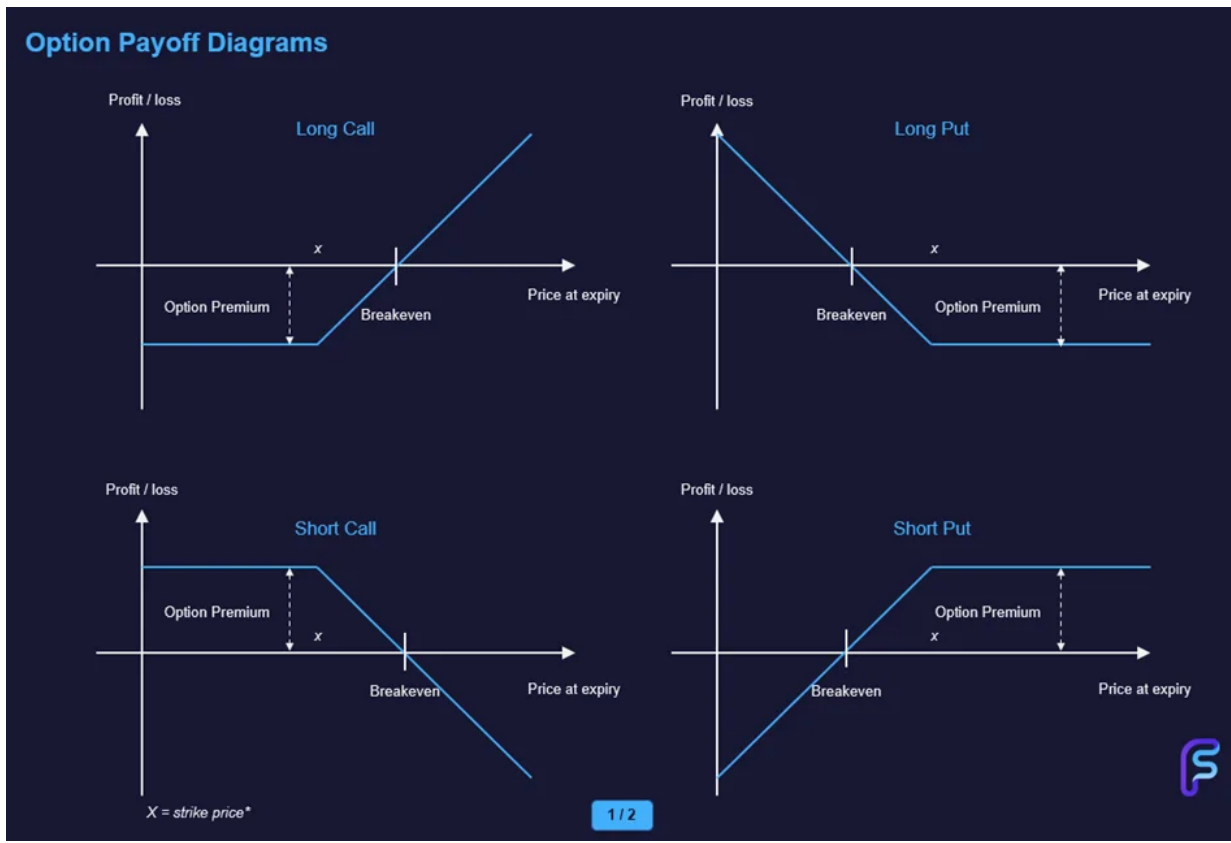 Option Payoff Diagrams
Profit / loss
Long Call
x
Option Premium
Breakeven
Price at expiry
Profit / loss
Long Put
x
Option Premium
Breakeven
Price at expiry
Profit / loss
Short Call
Option Premium
x
Breakeven
Price at expiry
Profit / loss
Short Put
Option Premium
x
Breakeven
Price at expiry
X = strike price*
1 / 2
FS